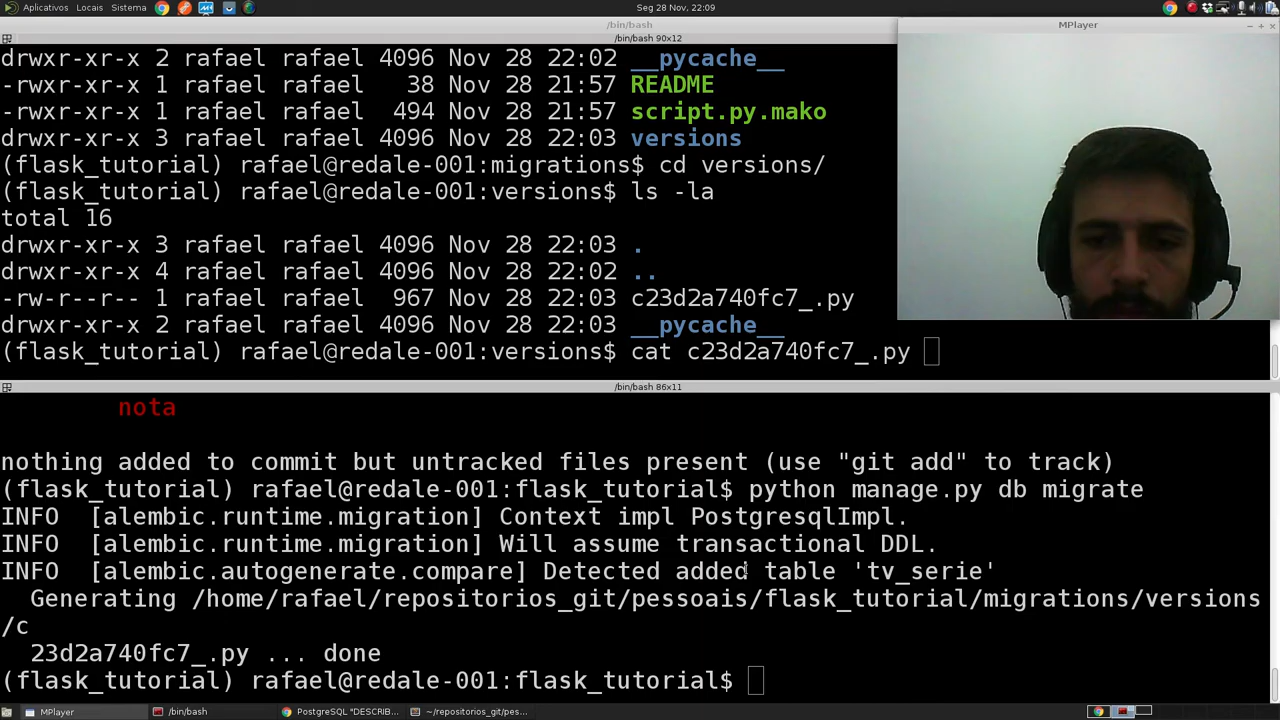 Aplicativos Locais Sistema Seg 28 Nov, 22:09
/bin/bash
MPlayer
/bin/bash 90x12
drwxr-xr-x 2 rafael rafael 4096 Nov 28 22:02 __pycache__
-rwxr-xr-x 1 rafael rafael   38 Nov 28 21:57 README
-rwxr-xr-x 1 rafael rafael  494 Nov 28 21:57 script.py.mako
drwxr-xr-x 3 rafael rafael 4096 Nov 28 22:03 versions
(flask_tutorial) rafael@redale-001:migrations$ cd versions/
(flask_tutorial) rafael@redale-001:versions$ ls -la
total 16
drwxr-xr-x 3 rafael rafael 4096 Nov 28 22:03 .
drwxr-xr-x 4 rafael rafael 4096 Nov 28 22:02 ..
-rw-r--r-- 1 rafael rafael  967 Nov 28 22:03 c23d2a740fc7_.py
drwxr-xr-x 2 rafael rafael 4096 Nov 28 22:03 __pycache__
(flask_tutorial) rafael@redale-001:versions$ cat c23d2a740fc7_.py
/bin/bash 86x11
nota
nothing added to commit but untracked files present (use "git add" to track)
(flask_tutorial) rafael@redale-001:flask_tutorial$ python manage.py db migrate
INFO  [alembic.runtime.migration] Context impl PostgresqlImpl.
INFO  [alembic.runtime.migration] Will assume transactional DDL.
INFO  [alembic.autogenerate.compare] Detected added table 'tv_serie'
  Generating /home/rafael/repositorios_git/pessoais/flask_tutorial/migrations/versions
/c
  23d2a740fc7_.py ... done
(flask_tutorial) rafael@redale-001:flask_tutorial$
MPlayer /bin/bash PostgreSQL "DESCRIB... ~/repositorios_git/pes...